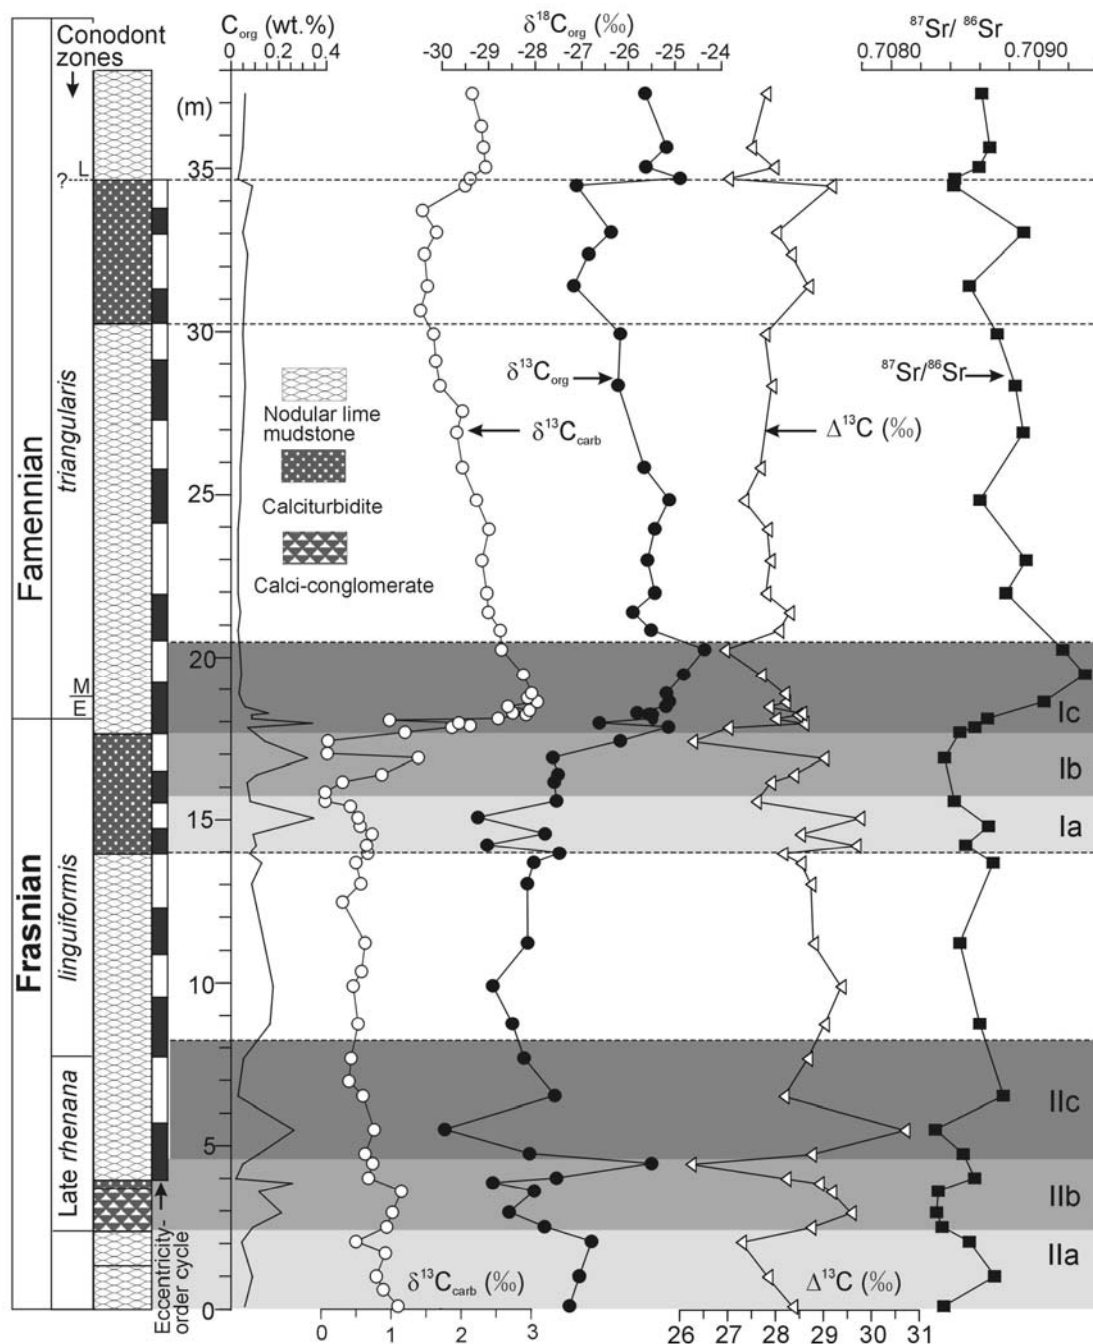 Conodont
zones
C_org (wt.%)
0 0.2 0.4
δ¹⁸C_org (‰)
-30 -29 -28 -27 -26 -25 -24
⁸⁷Sr/ ⁸⁶Sr
0.7080 0.7090
(m)
L
?
35
30
25
20
15
10
5
0
Famennian
triangularis
M
E
Frasnian
linguiformis
Late rhenana
Eccentricity-
order cycle
Nodular lime
mudstone
Calciturbidite
Calci-conglomerate
δ¹³C_org
δ¹³C_carb
Δ¹³C (‰)
⁸⁷Sr/⁸⁶Sr
Ic
Ib
Ia
IIc
IIb
IIa
δ¹³C_carb (‰)
Δ¹³C (‰)
0 1 2 3
26 27 28 29 30 31